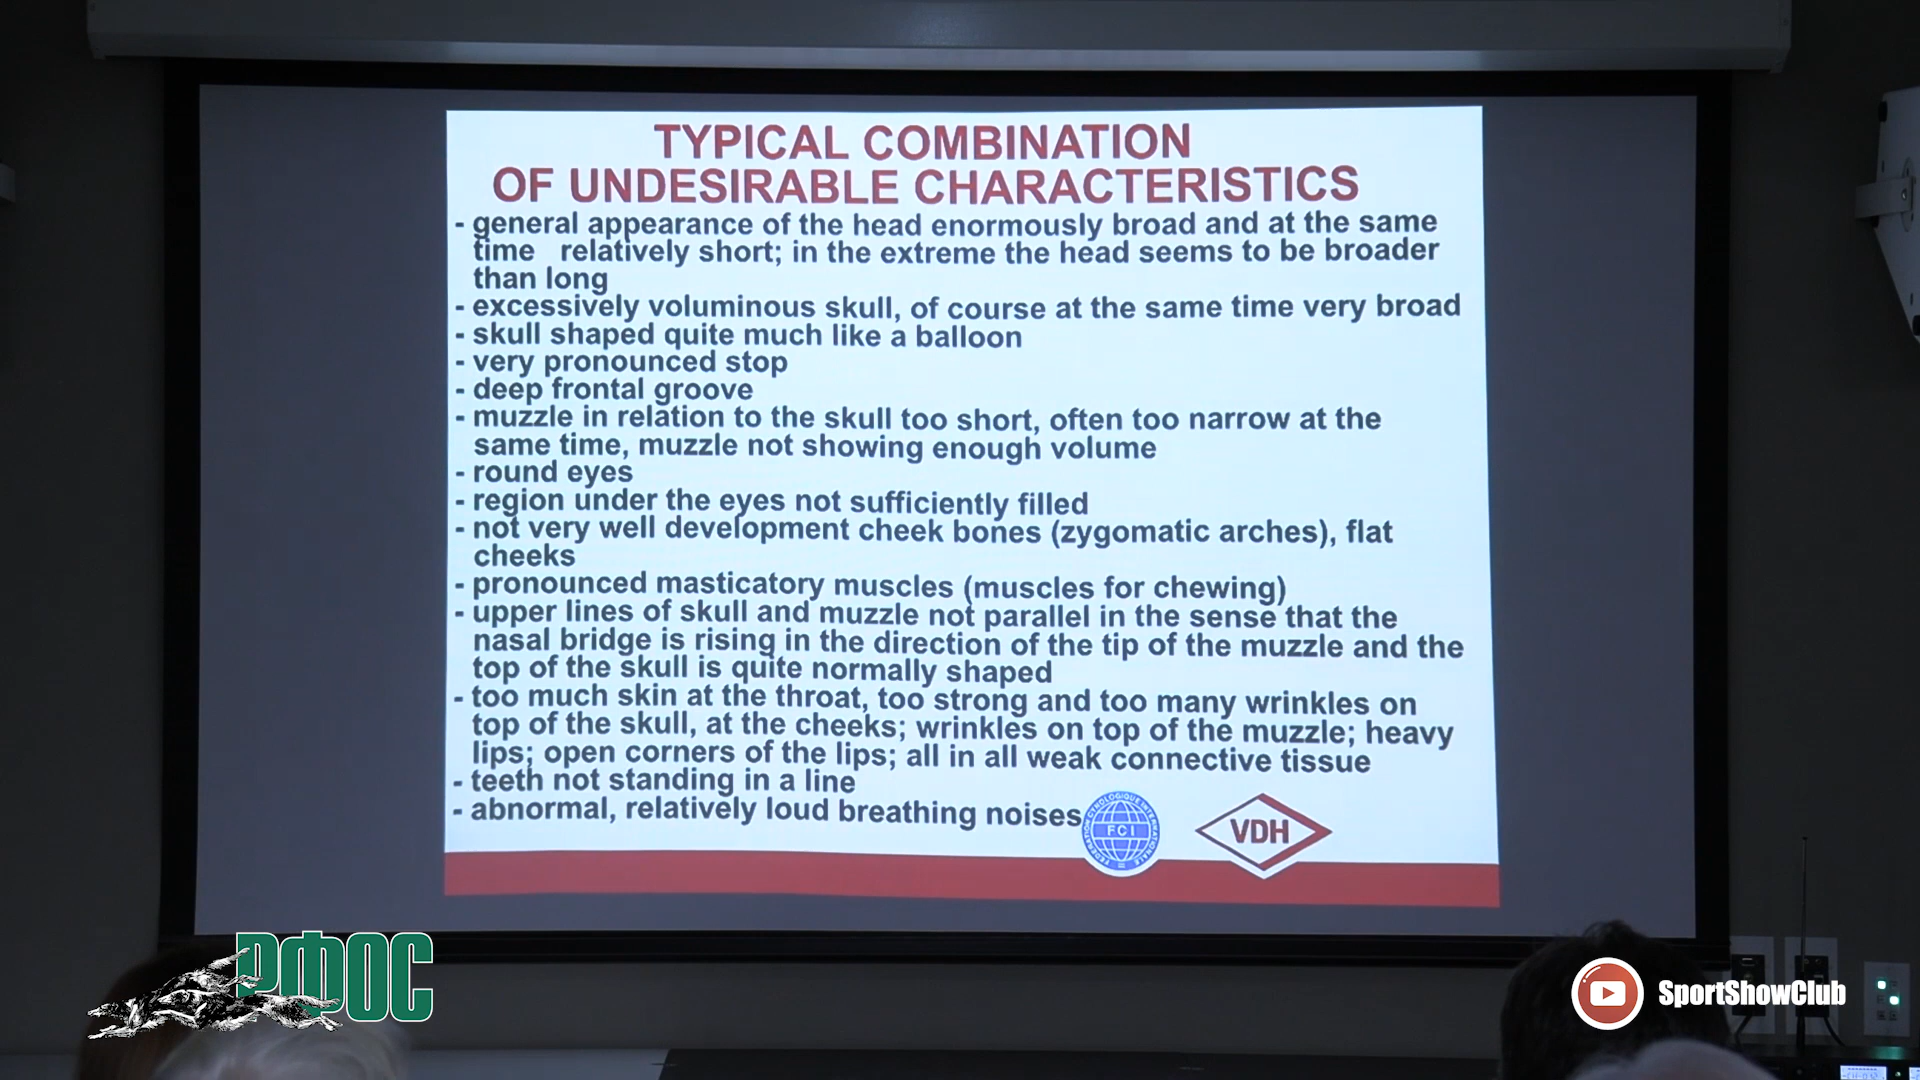 TYPICAL COMBINATION
OF UNDESIRABLE CHARACTERISTICS
- general appearance of the head enormously broad and at the same
time relatively short; in the extreme the head seems to be broader
than long
- excessively voluminous skull, of course at the same time very broad
- skull shaped quite much like a balloon
- very pronounced stop
- deep frontal groove
- muzzle in relation to the skull too short, often too narrow at the
same time, muzzle not showing enough volume
- round eyes
- region under the eyes not sufficiently filled
- not very well development cheek bones (zygomatic arches), flat
cheeks
- pronounced masticatory muscles (muscles for chewing)
- upper lines of skull and muzzle not parallel in the sense that the
nasal bridge is rising in the direction of the tip of the muzzle and the
top of the skull is quite normally shaped
- too much skin at the throat, too strong and too many wrinkles on
top of the skull, at the cheeks; wrinkles on top of the muzzle; heavy
lips; open corners of the lips; all in all weak connective tissue
- teeth not standing in a line
- abnormal, relatively loud breathing noises
FEDERATION CYNOLOGIQUE INTERNATIONALE
FCI
VDH
РФОС
SportShowClub